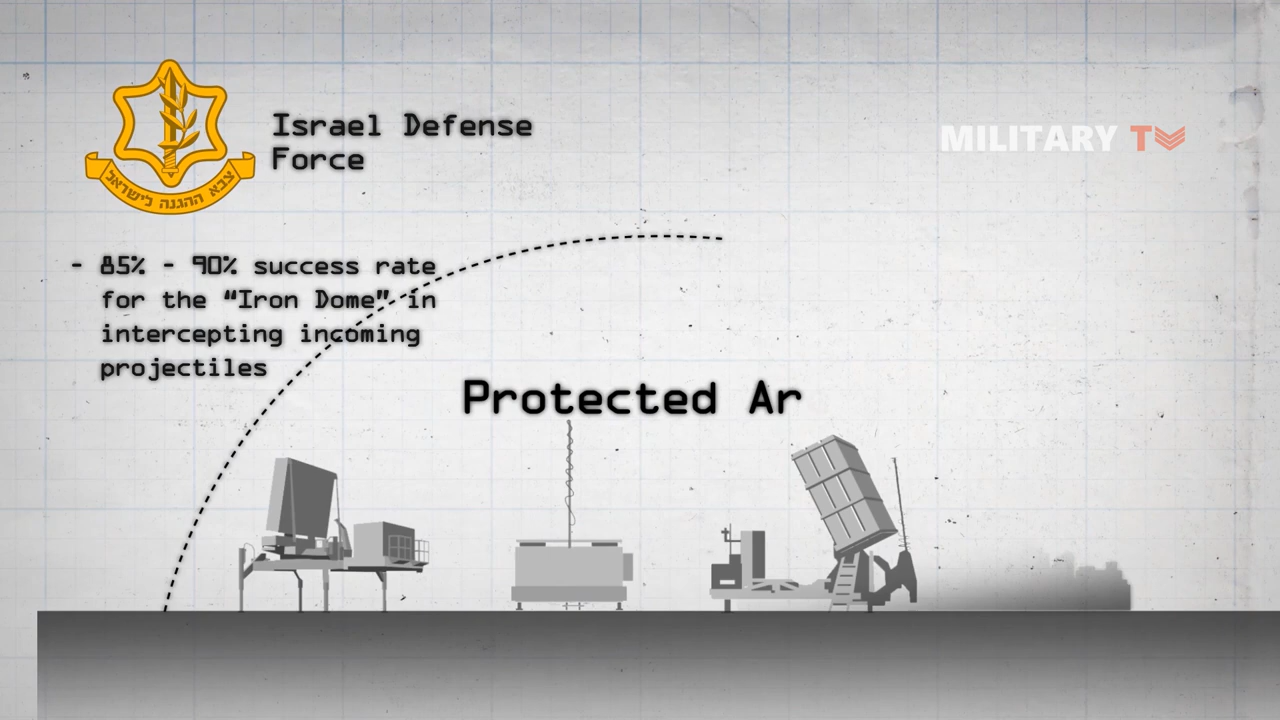 Israel Defense
Force
MILITARY TV
צבא ההגנה לישראל
- 85% - 90% success rate
for the “Iron Dome” in
intercepting incoming
projectiles
Protected Ar